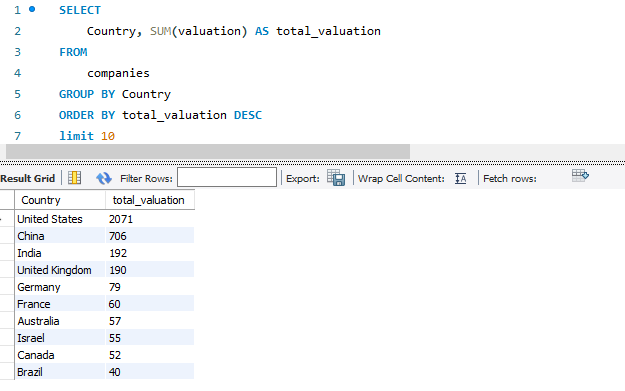 1 SELECT
2 Country, SUM(valuation) AS total_valuation
3 FROM
4 companies
5 GROUP BY Country
6 ORDER BY total_valuation DESC
7 limit 10
Result Grid Filter Rows: Export: Wrap Cell Content: IA Fetch rows:
Country total_valuation
United States 2071
China 706
India 192
United Kingdom 190
Germany 79
France 60
Australia 57
Israel 55
Canada 52
Brazil 40